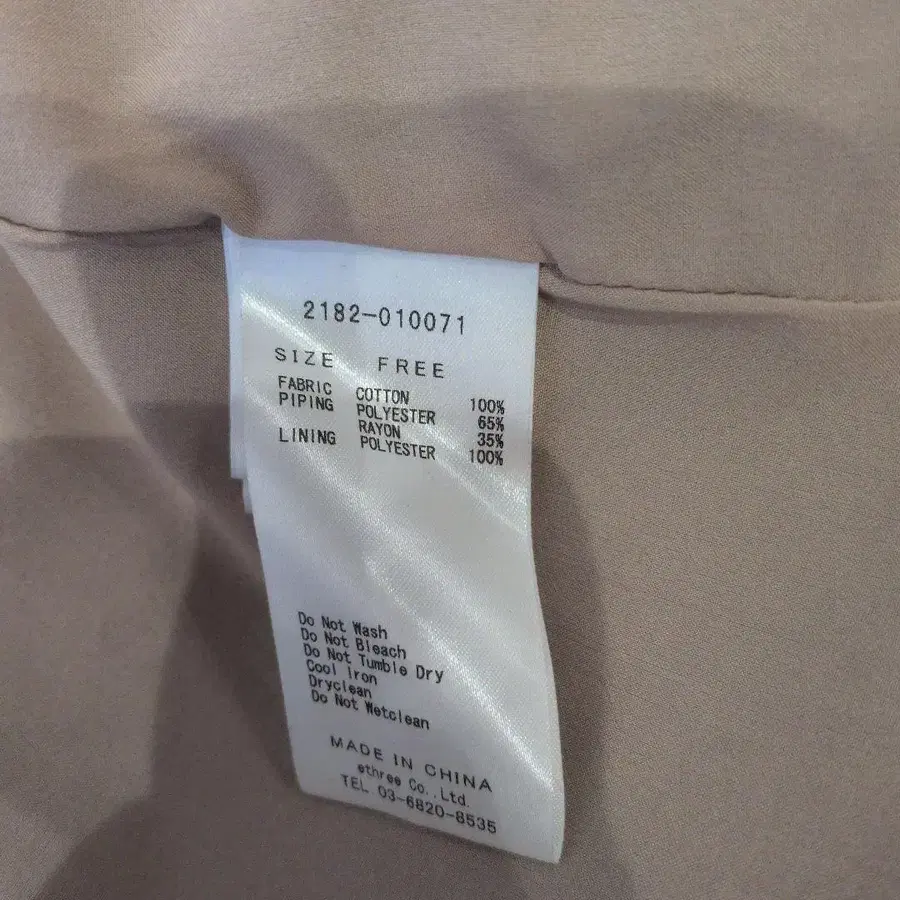 2182-010071
SIZE FREE
FABRIC COTTON 100%
PIPING POLYESTER 65%
RAYON 35%
LINING POLYESTER 100%
Do Not Wash
Do Not Bleach
Do Not Tumble Dry
Cool Iron
Dryclean
Do Not Wetclean
MADE IN CHINA
ethree Co.,Ltd.
TEL 03-6820-8535